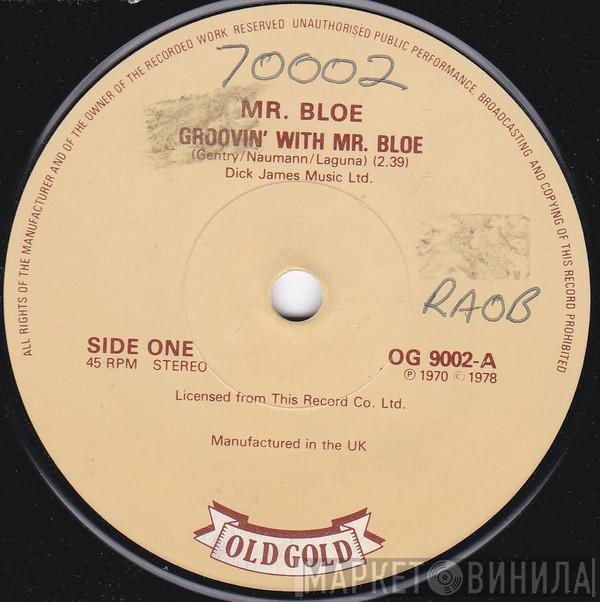 ALL RIGHTS OF THE MANUFACTURER AND OF THE OWNER OF THE RECORDED WORK RESERVED UNAUTHORISED PUBLIC PERFORMANCE, BROADCASTING AND COPYING OF THIS RECORD PROHIBITED
70002
MR. BLOE
GROOVIN' WITH MR. BLOE
(Gentry/Naumann/Laguna) (2.39)
Dick James Music Ltd.
RAOB
SIDE ONE
45 RPM STEREO
OG 9002-A
℗ 1970 © 1978
Licensed from This Record Co. Ltd.
Manufactured in the UK
OLD GOLD
МАРКЕТ ВИНИЛА